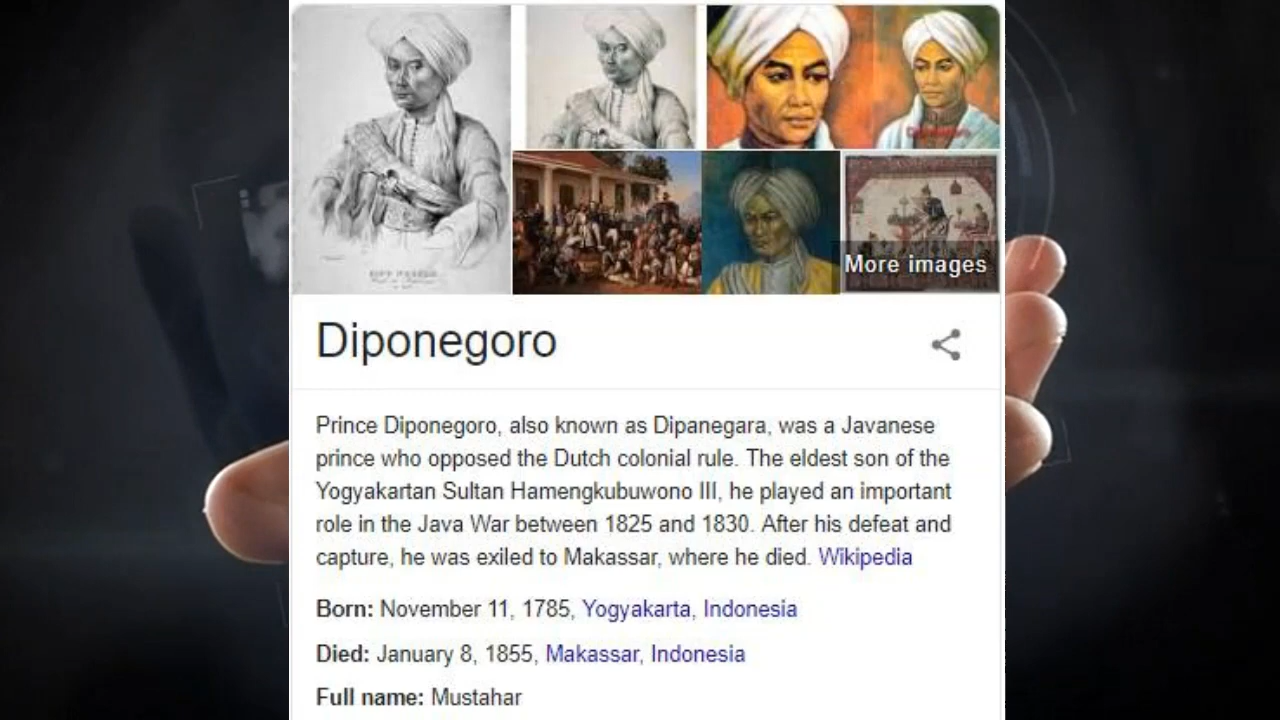 More images
Diponegoro
Prince Diponegoro, also known as Dipanegara, was a Javanese
prince who opposed the Dutch colonial rule. The eldest son of the
Yogyakartan Sultan Hamengkubuwono III, he played an important
role in the Java War between 1825 and 1830. After his defeat and
capture, he was exiled to Makassar, where he died. Wikipedia
Born: November 11, 1785, Yogyakarta, Indonesia
Died: January 8, 1855, Makassar, Indonesia
Full name: Mustahar